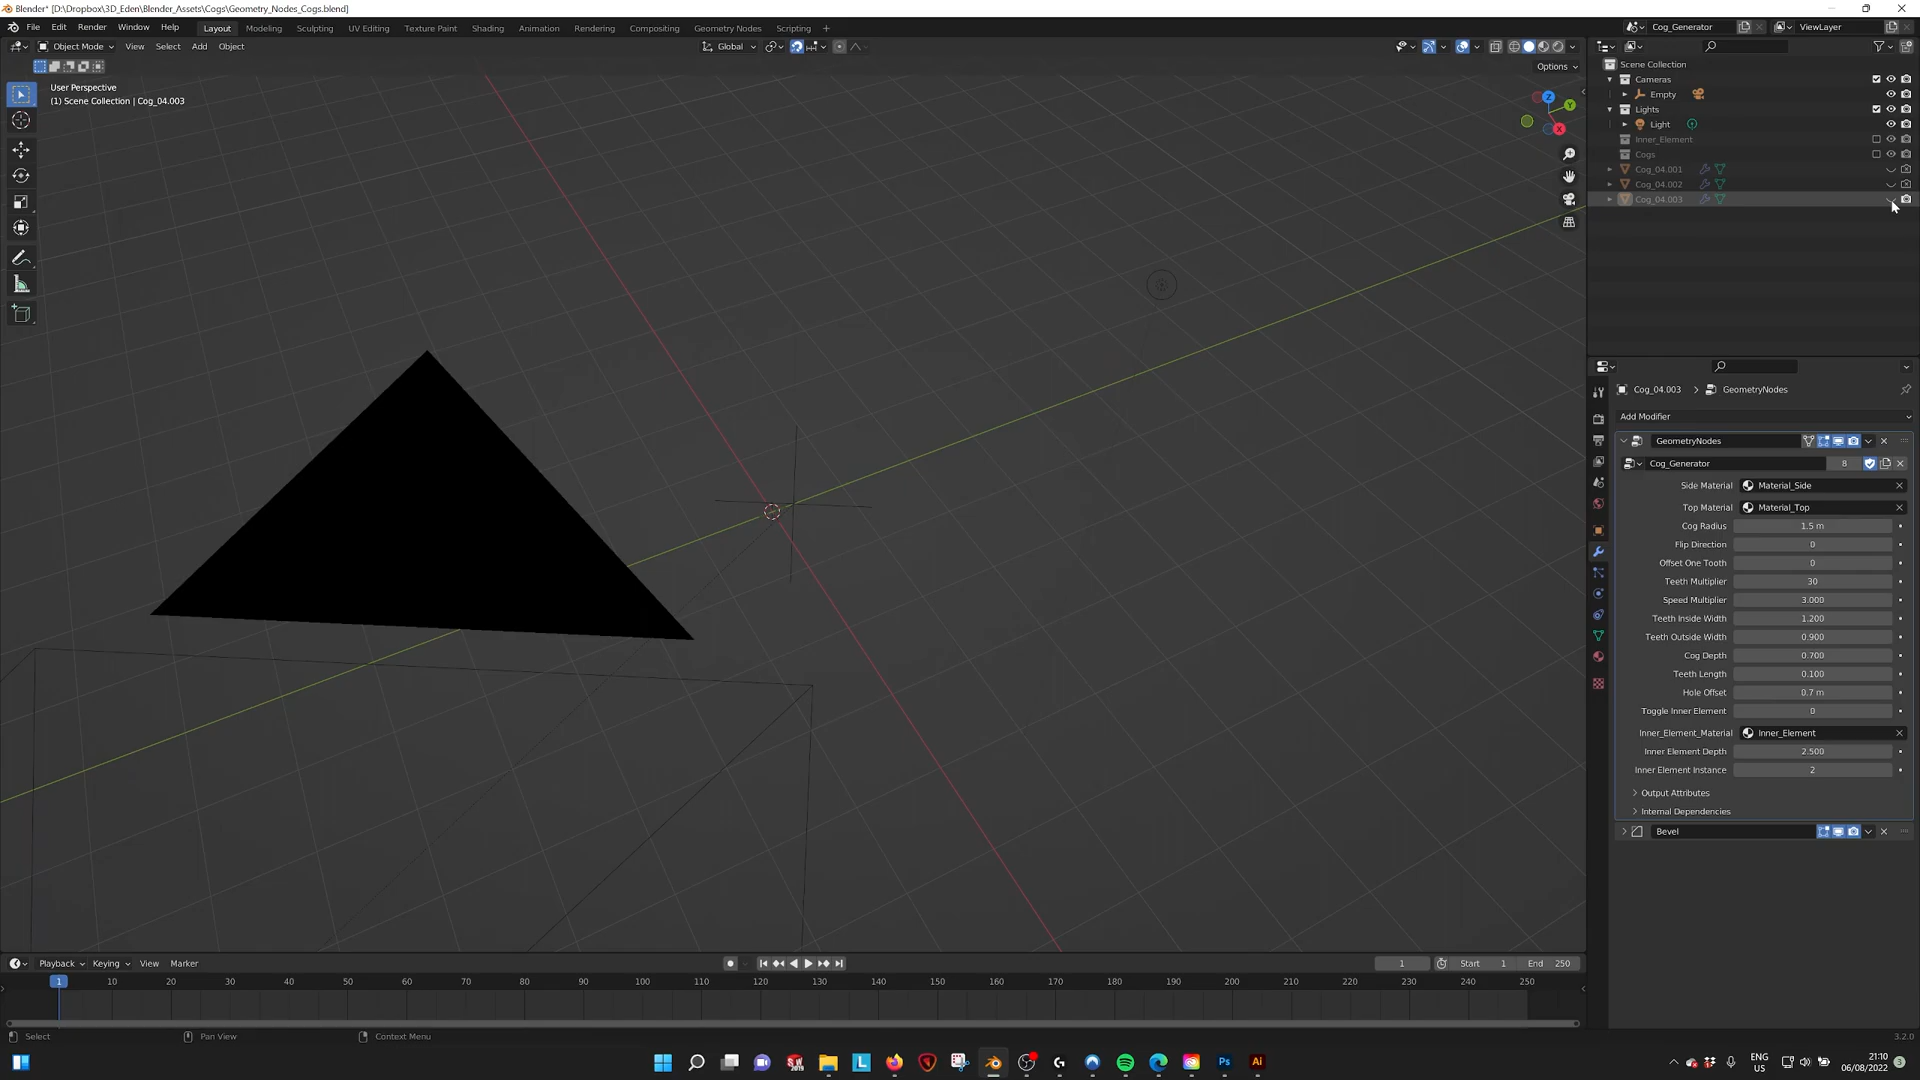 Blender* [D:\Dropbox\3D_Eden\Blender_Assets\Cogs\Geometry_Nodes_Cogs.blend]
File Edit Render Window Help Layout Modeling Sculpting UV Editing Texture Paint Shading Animation Rendering Compositing Geometry Nodes Scripting + Cog_Generator ViewLayer
Object Mode View Select Add Object Global
Options
User Perspective
(1) Scene Collection | Cog_04.003
Z
Y
X
Scene Collection
Cameras
Empty
Lights
Light
Inner_Element
Cogs
Cog_04.001
Cog_04.002
Cog_04.003
Cog_04.003 > GeometryNodes
Add Modifier
GeometryNodes
Cog_Generator 8
Side Material Material_Side
Top Material Material_Top
Cog Radius 1.5 m
Flip Direction 0
Offset One Tooth 0
Teeth Multiplier 30
Speed Multiplier 3.000
Teeth Inside Width 1.200
Teeth Outside Width 0.900
Cog Depth 0.700
Teeth Length 0.100
Hole Offset 0.7 m
Toggle Inner Element 0
Inner_Element_Material Inner_Element
Inner Element Depth 2.500
Inner Element Instance 2
Output Attributes
Internal Dependencies
Bevel
Playback Keying View Marker 1 Start 1 End 250
1 10 20 30 40 50 60 70 80 90 100 110 120 130 140 150 160 170 180 190 200 210 220 230 240 250
Select Pan View Context Menu 3.2.0
SW 2019 L Ps Ai ENG US 21:10 06/08/2022 3